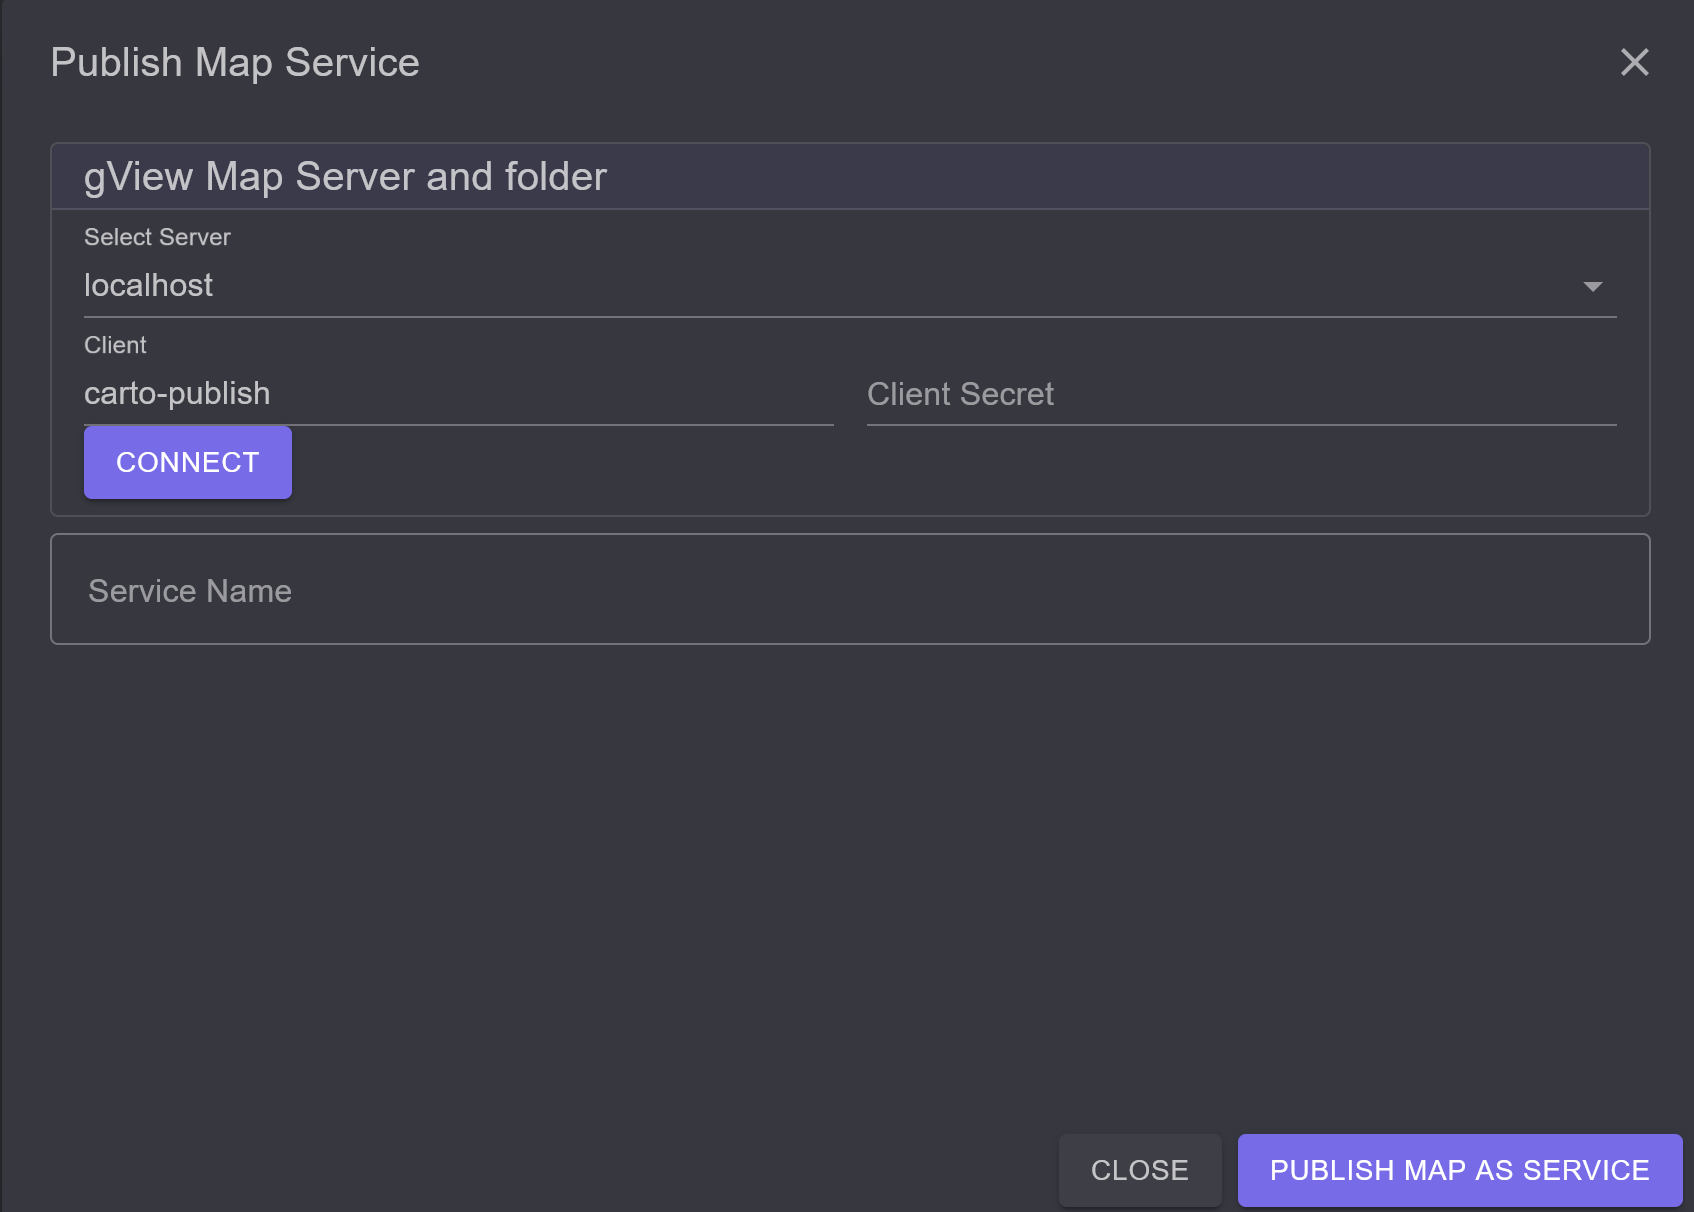 Publish Map Service
gView Map Server and folder
Select Server
localhost
Client
carto-publish
Client Secret
CONNECT
Service Name
CLOSE
PUBLISH MAP AS SERVICE